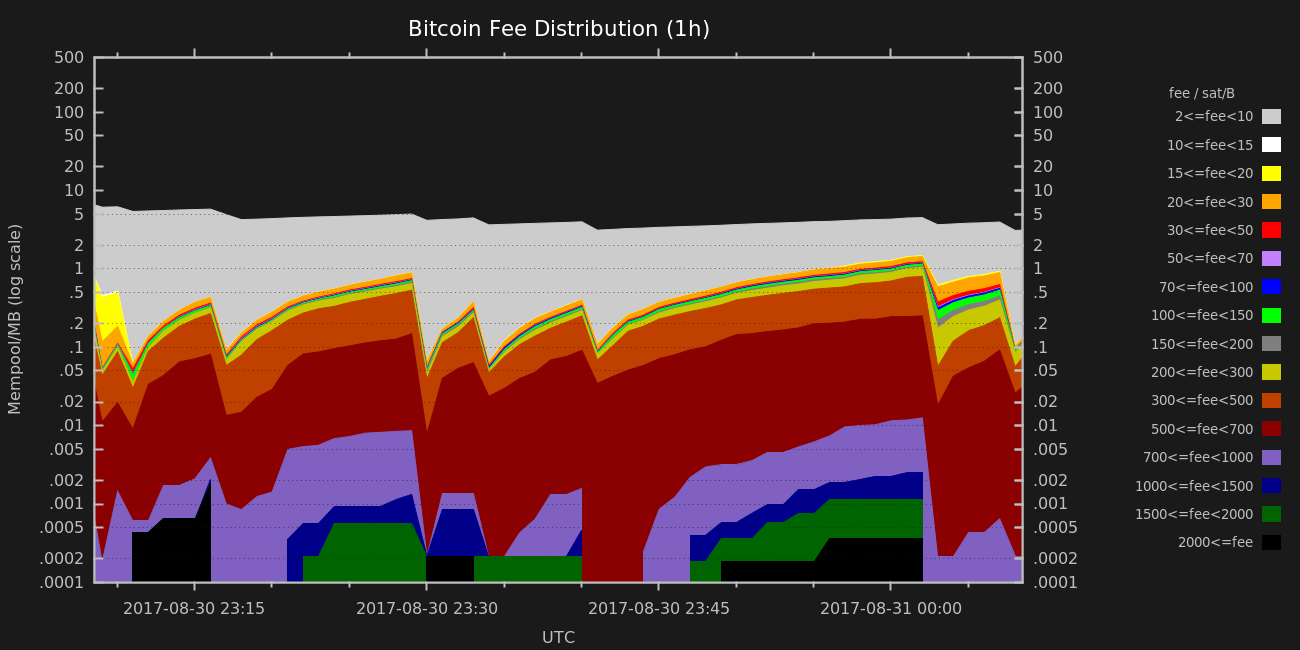 Bitcoin Fee Distribution (1h)
500
200
100
50
20
10
5
2
1
.5
.2
.1
.05
.02
.01
.005
.002
.001
.0005
.0002
.0001
Mempool/MB (log scale)
500
200
100
50
20
10
5
2
1
.5
.2
.1
.05
.02
.01
.005
.002
.001
.0005
.0002
.0001
2017-08-30 23:15
2017-08-30 23:30
2017-08-30 23:45
2017-08-31 00:00
UTC
fee / sat/B
2<=fee<10
10<=fee<15
15<=fee<20
20<=fee<30
30<=fee<50
50<=fee<70
70<=fee<100
100<=fee<150
150<=fee<200
200<=fee<300
300<=fee<500
500<=fee<700
700<=fee<1000
1000<=fee<1500
1500<=fee<2000
2000<=fee